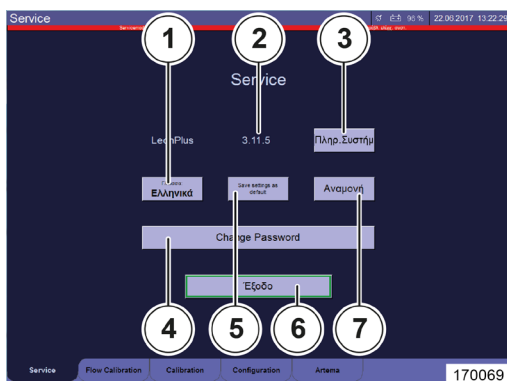 Service
96 % 22.06.2017 13:22:29
1
2
3
Service
LeonPlus 3.11.5 Πληρ.Συστήμ
Ελληνικά
Save settings as
default
Αναμονή
Change Password
Έξοδο
4
5
6
7
Service Flow Calibration Calibration Configuration Artema
170069